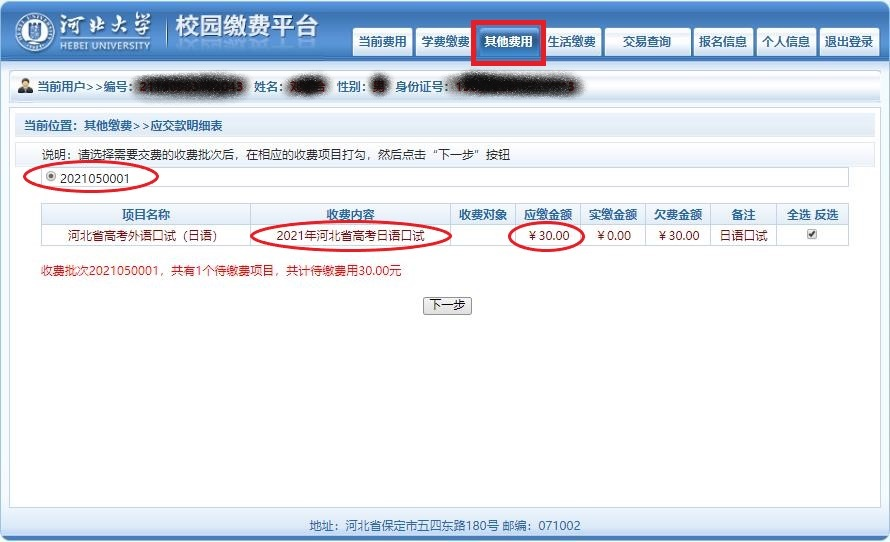 河北大学 校园缴费平台
HEBEI UNIVERSITY
当前费用 学费缴费 其他费用 生活缴费 交易查询 报名信息 个人信息 退出登录
当前用户>>编号: 姓名: 性别: 身份证号:
当前位置：其他缴费>>应交款明细表
说明：请选择需要交费的收费批次后，在相应的收费项目打勾，然后点击“下一步”按钮
2021050001
项目名称 收费内容 收费对象 应缴金额 实缴金额 欠费金额 备注 全选 反选
河北省高考外语口试（日语） 2021年河北省高考日语口试 ￥30.00 ￥0.00 ￥30.00 日语口试
收费批次2021050001，共有1个待缴费项目，共计待缴费用30.00元
下一步
地址：河北省保定市五四东路180号 邮编：071002